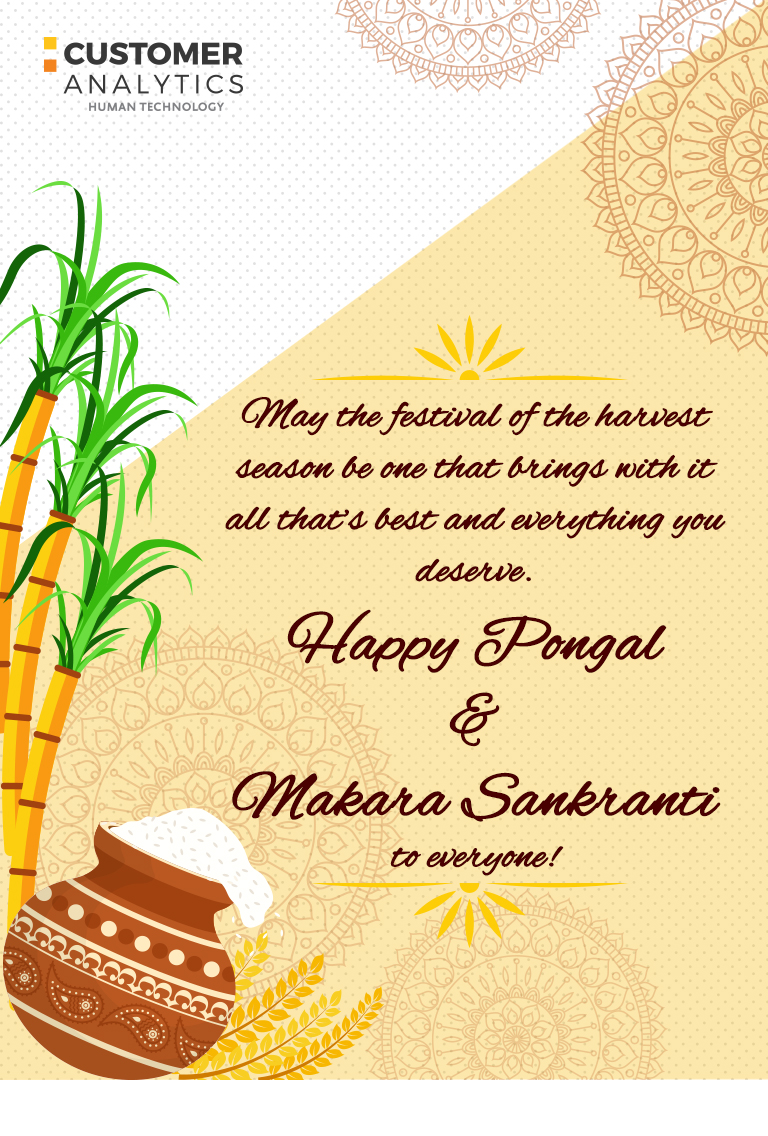 CUSTOMER
ANALYTICS
HUMAN TECHNOLOGY
May the festival of the harvest
season be one that brings with it
all that's best and everything you
deserve.
Happy Pongal
&
Makara Sankranti
to everyone!